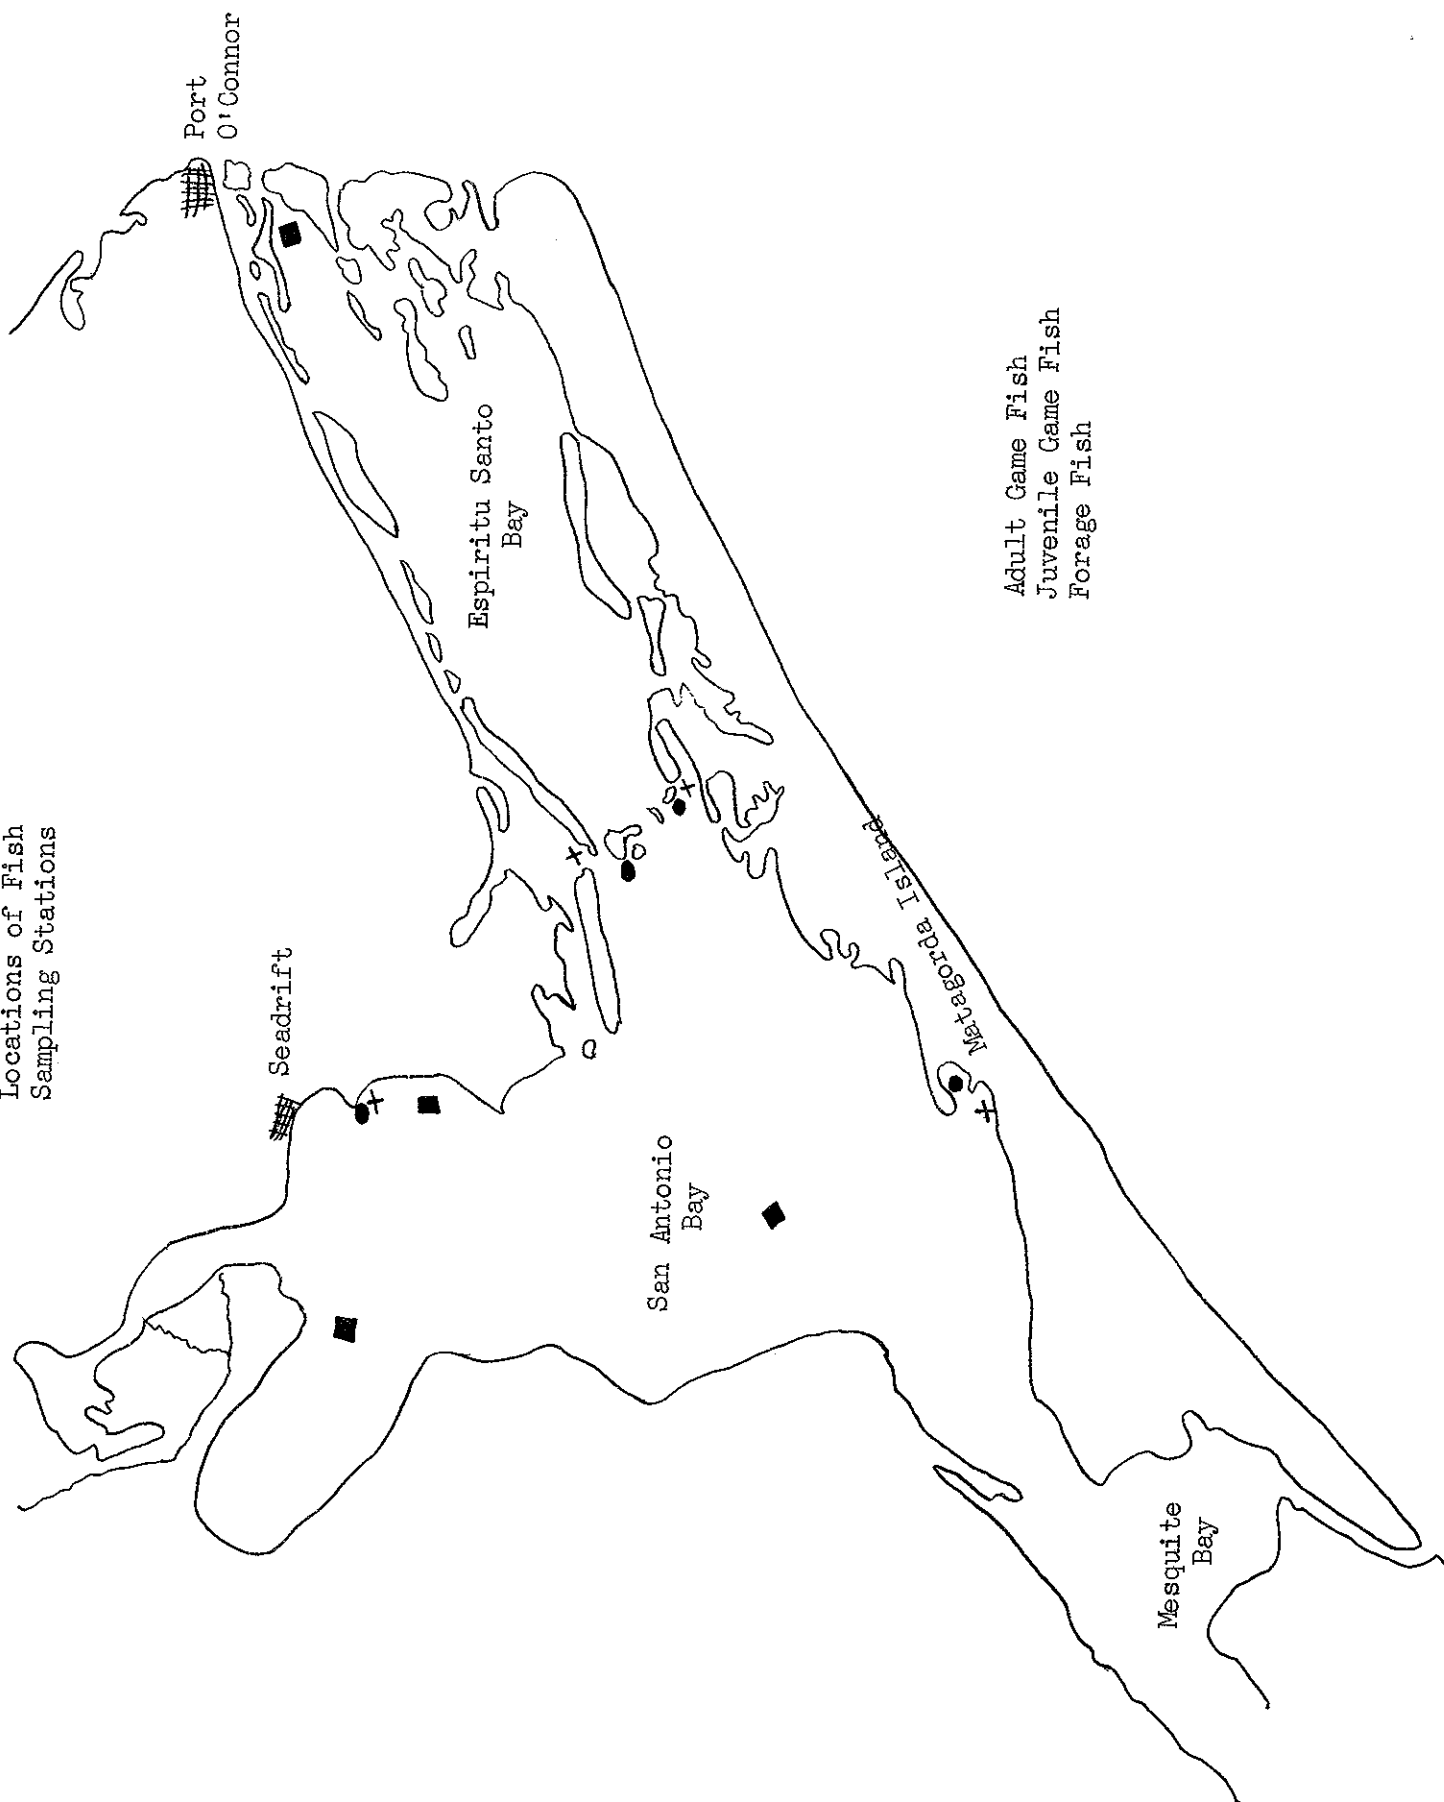 Locations of Fish
Sampling Stations
Port
O'Connor
Seadrift
Espiritu Santo
Bay
San Antonio
Bay
Matagorda Island
Mesquite
Bay
Adult Game Fish
Juvenile Game Fish
Forage Fish